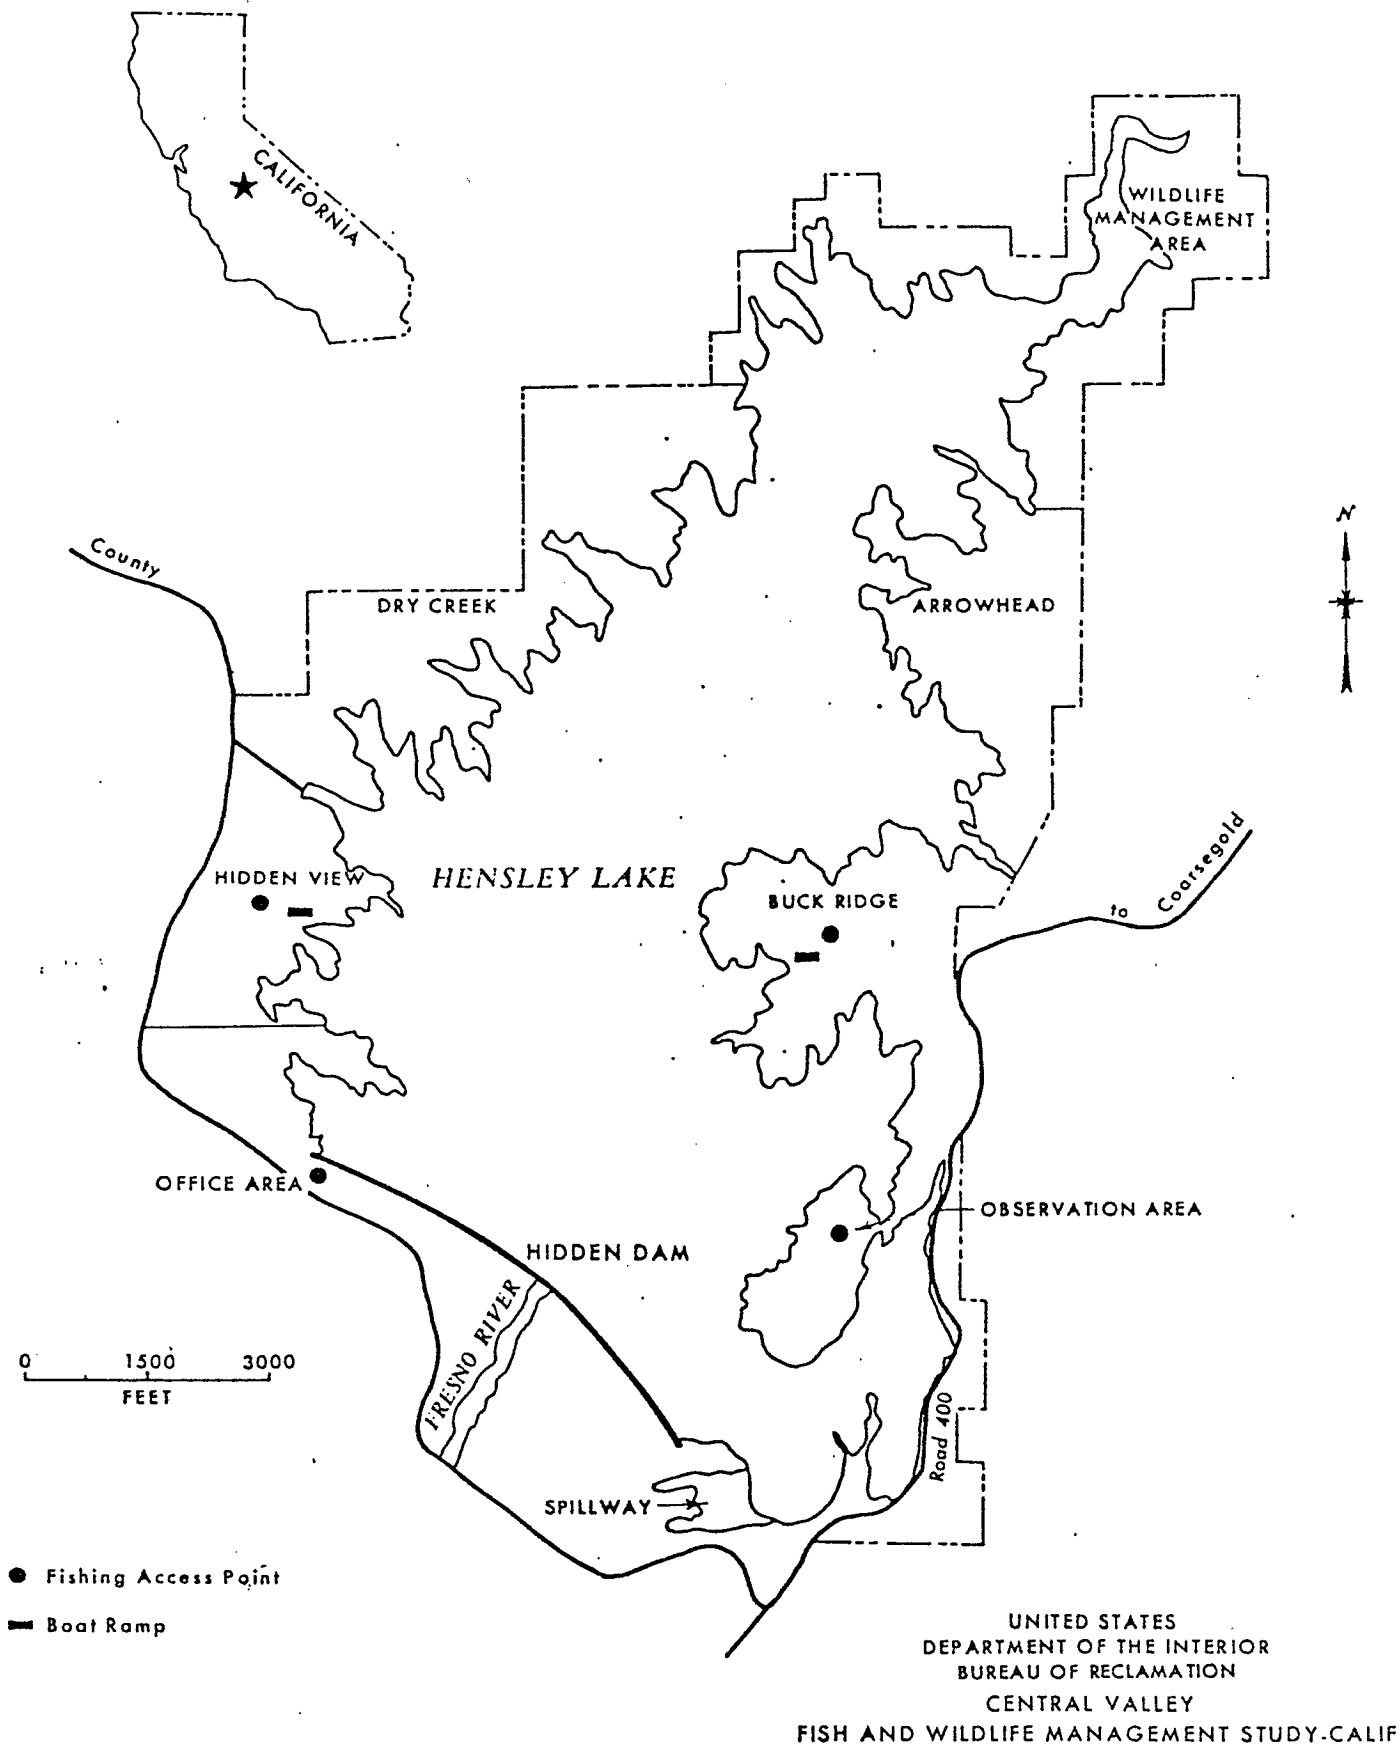 CALIFORNIA
WILDLIFE
MANAGEMENT
AREA
N
County
DRY CREEK
ARROWHEAD
HIDDEN VIEW
HENSLEY LAKE
BUCK RIDGE
to Coarsegold
OFFICE AREA
OBSERVATION AREA
HIDDEN DAM
FRESNO RIVER
0 1500 3000
FEET
Road 400
SPILLWAY
Fishing Access Point
Boat Ramp
UNITED STATES
DEPARTMENT OF THE INTERIOR
BUREAU OF RECLAMATION
CENTRAL VALLEY
FISH AND WILDLIFE MANAGEMENT STUDY-CALIF